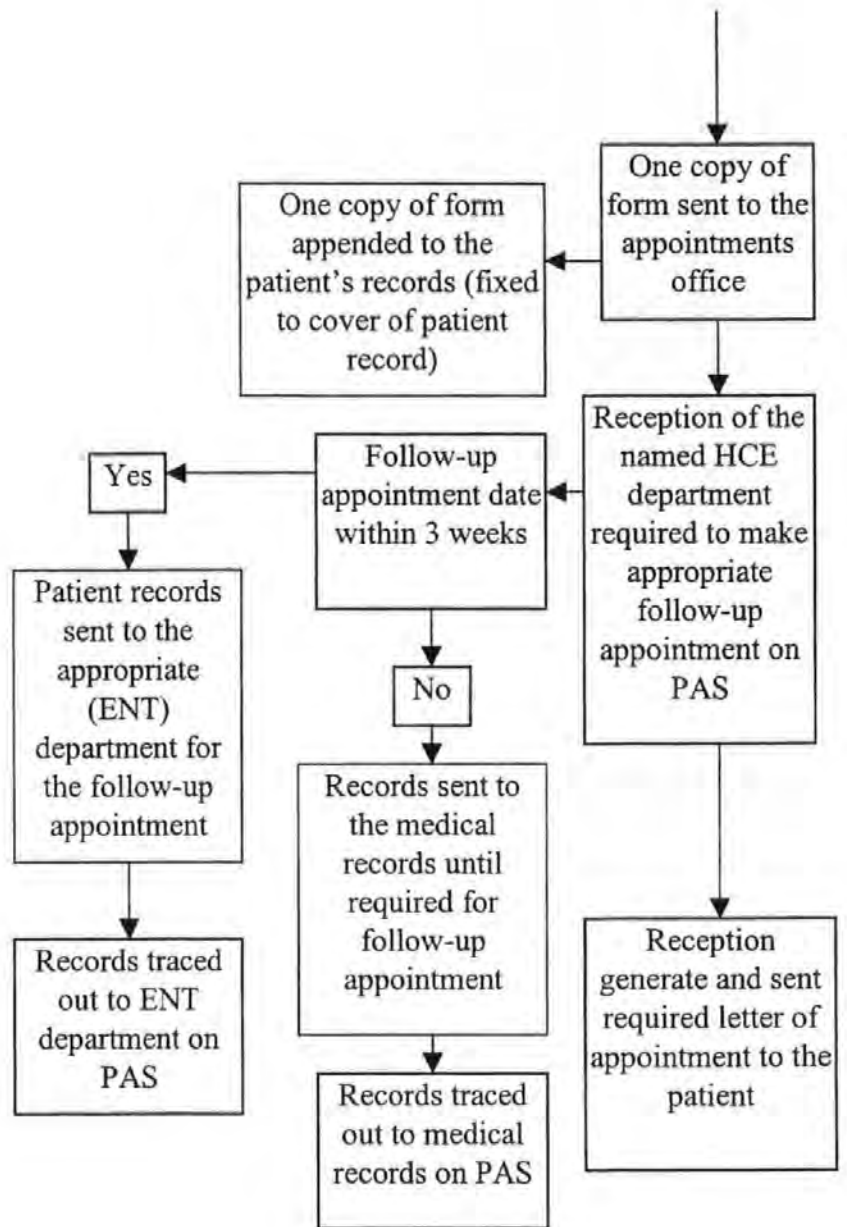 One copy of
form sent to the
appointments
office
One copy of form
appended to the
patient's records (fixed
to cover of patient
record)
Reception of the
named HCE
department
required to make
appropriate
follow-up
appointment on
PAS
Follow-up
appointment date
within 3 weeks
Yes
No
Patient records
sent to the
appropriate
(ENT)
department for
the follow-up
appointment
Records sent to
the medical
records until
required for
follow-up
appointment
Reception
generate and sent
required letter of
appointment to the
patient
Records traced
out to ENT
department on
PAS
Records traced
out to medical
records on PAS